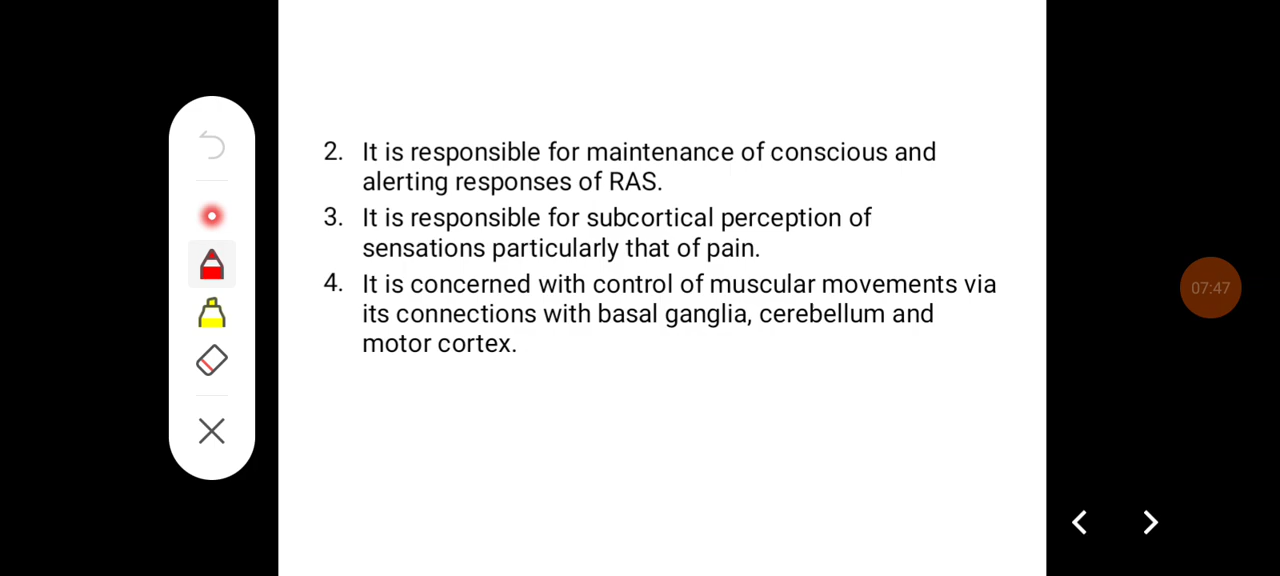 2. It is responsible for maintenance of conscious and
alerting responses of RAS.
3. It is responsible for subcortical perception of
sensations particularly that of pain.
4. It is concerned with control of muscular movements via
its connections with basal ganglia, cerebellum and
motor cortex.
07:47